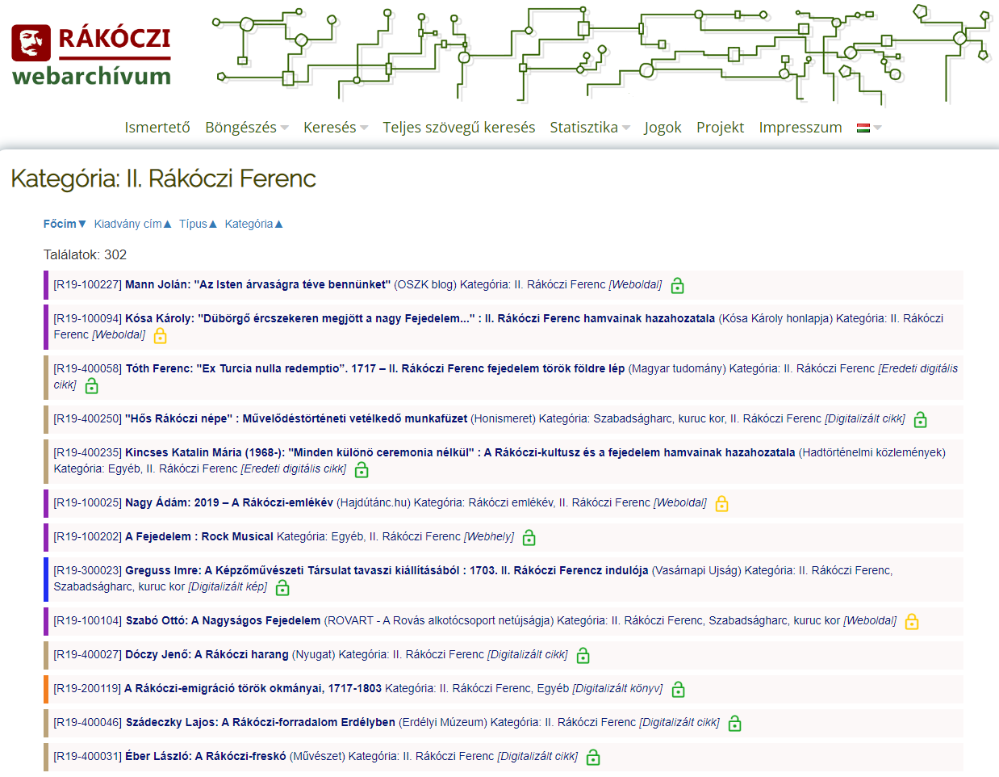 RÁKÓCZI
webarchívum
Ismertető Böngészés Keresés Teljes szövegű keresés Statisztika Jogok Projekt Impresszum
Kategória: II. Rákóczi Ferenc
Főcím▼ Kiadvány cím▲ Típus▲ Kategória▲
Találatok: 302
[R19-100227] Mann Jolán: "Az Isten árvaságra téve bennünket" (OSZK blog) Kategória: II. Rákóczi Ferenc [Weboldal]
[R19-100094] Kósa Károly: "Dübörgő ércszekeren megjött a nagy Fejedelem..." : II. Rákóczi Ferenc hamvainak hazahozatala (Kósa Károly honlapja) Kategória: II. Rákóczi
Ferenc [Weboldal]
[R19-400058] Tóth Ferenc: "Ex Turcia nulla redemptio”. 1717 – II. Rákóczi Ferenc fejedelem török földre lép (Magyar tudomány) Kategória: II. Rákóczi Ferenc [Eredeti digitális
cikk]
[R19-400250] "Hős Rákóczi népe" : Művelődéstörténeti vetélkedő munkafüzet (Honismeret) Kategória: Szabadságharc, kuruc kor, II. Rákóczi Ferenc [Digitalizált cikk]
[R19-400235] Kincses Katalin Mária (1968-): "Minden különö ceremonia nélkül" : A Rákóczi-kultusz és a fejedelem hamvainak hazahozatala (Hadtörténelmi közlemények)
Kategória: Egyéb, II. Rákóczi Ferenc [Eredeti digitális cikk]
[R19-100025] Nagy Ádám: 2019 – A Rákóczi-emlékév (Hajdútánc.hu) Kategória: Rákóczi emlékév, II. Rákóczi Ferenc [Weboldal]
[R19-100202] A Fejedelem : Rock Musical Kategória: Egyéb, II. Rákóczi Ferenc [Webhely]
[R19-300023] Greguss Imre: A Képzőművészeti Társulat tavaszi kiállításából : 1703. II. Rákóczi Ferencz indulója (Vasárnapi Ujság) Kategória: II. Rákóczi Ferenc,
Szabadságharc, kuruc kor [Digitalizált kép]
[R19-100104] Szabó Ottó: A Nagyságos Fejedelem (ROVART - A Rovás alkotócsoport netújságja) Kategória: II. Rákóczi Ferenc, Szabadságharc, kuruc kor [Weboldal]
[R19-400027] Dóczy Jenő: A Rákóczi harang (Nyugat) Kategória: II. Rákóczi Ferenc [Digitalizált cikk]
[R19-200119] A Rákóczi-emigráció török okmányai, 1717-1803 Kategória: II. Rákóczi Ferenc, Egyéb [Digitalizált könyv]
[R19-400046] Szádeczky Lajos: A Rákóczi-forradalom Erdélyben (Erdélyi Múzeum) Kategória: II. Rákóczi Ferenc [Digitalizált cikk]
[R19-400031] Éber László: A Rákóczi-freskó (Művészet) Kategória: II. Rákóczi Ferenc [Digitalizált cikk]